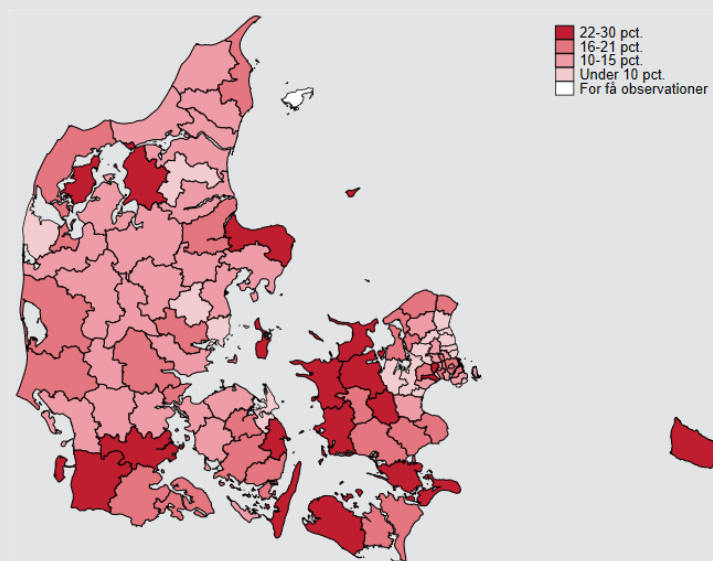 22-30 pct.
16-21 pct.
10-15 pct.
Under 10 pct.
For få observationer